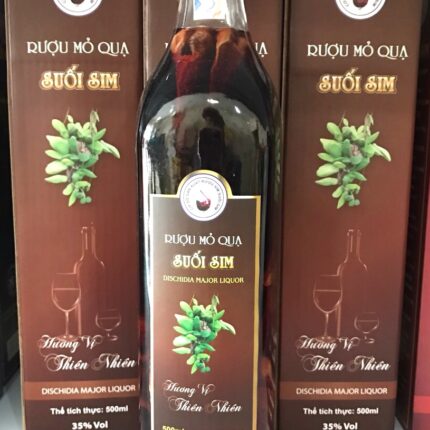 RƯỢU MỎ QUẠ
SUỐI SIM
Hương Vị
Thiên Nhiên
DISCHIDIA MAJOR LIQUOR
Thể tích thực: 500ml
35% Vol
RƯỢU MỎ QUẠ
SUỐI SIM
DISCHIDIA MAJOR LIQUOR
Hương Vị
Thiên Nhiên
500ml
RƯỢU MỎ QUẠ
SUỐI SIM
Hương Vị
Thiên Nhiên
DISCHIDIA MAJOR LIQUOR
Thể tích thực: 500ml
35% Vol